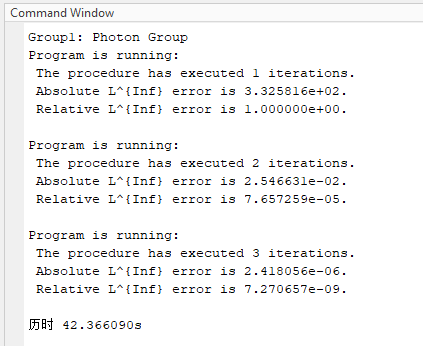 Command Window
Group1: Photon Group
Program is running:
The procedure has executed 1 iterations.
Absolute L^{Inf} error is 3.325816e+02.
Relative L^{Inf} error is 1.000000e+00.
Program is running:
The procedure has executed 2 iterations.
Absolute L^{Inf} error is 2.546631e-02.
Relative L^{Inf} error is 7.657259e-05.
Program is running:
The procedure has executed 3 iterations.
Absolute L^{Inf} error is 2.418056e-06.
Relative L^{Inf} error is 7.270657e-09.
历时 42.366090s